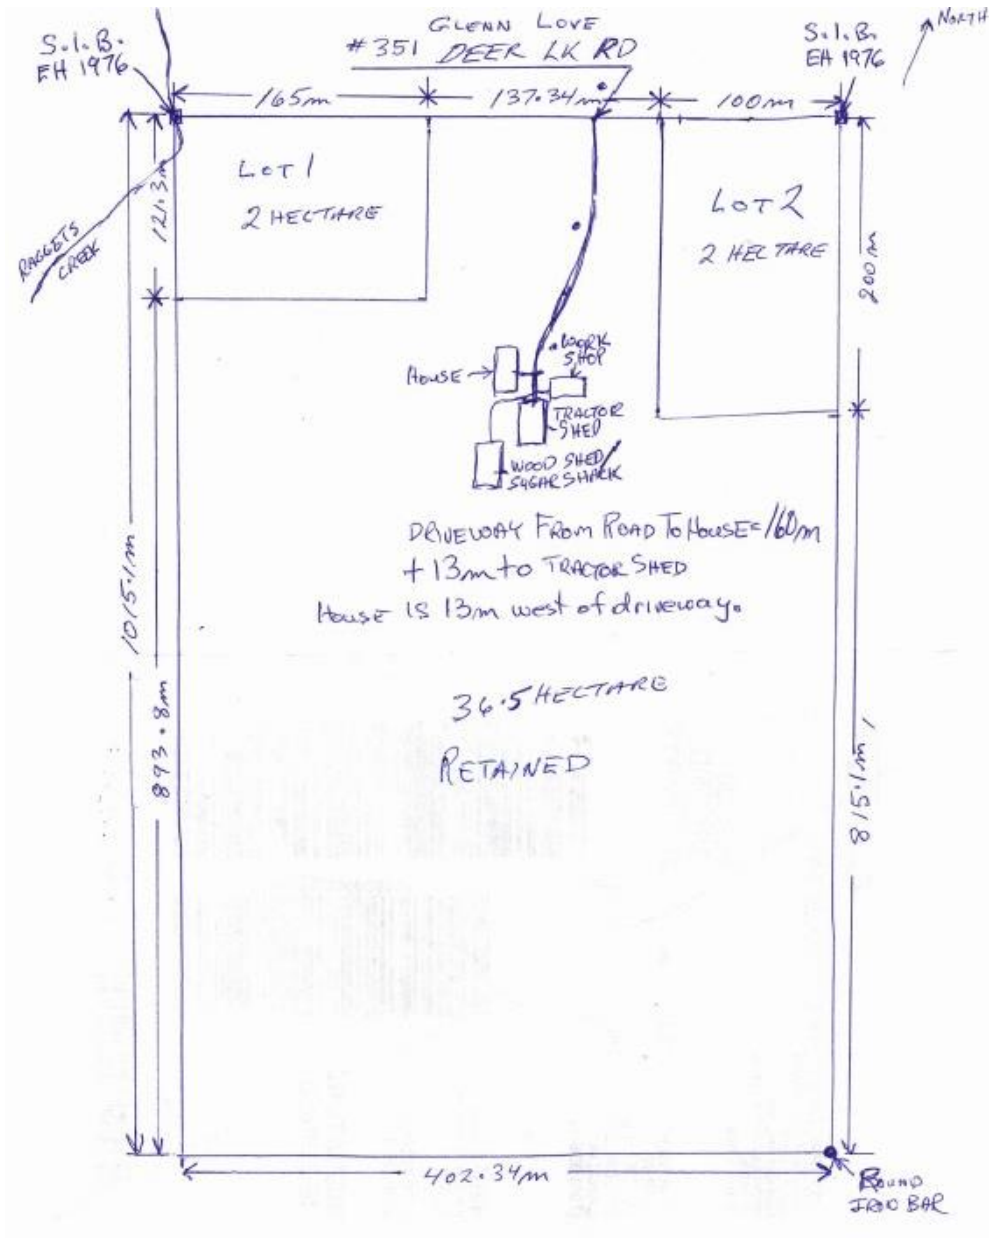 GLENN LOVE
#351 DEER LK RD
S.I.B.
EH 1976
S.I.B.
EH 1976
NORTH
165m
137.34m
100m
LOT 1
2 HECTARE
121.3m
RAGGETS
CREEK
LOT 2
2 HECTARE
200m
HOUSE
WORK
SHOP
TRACTOR
SHED
WOOD SHED/
SUGAR SHACK
DRIVEWAY FROM ROAD TO HOUSE = 160m
+ 13m to TRACTOR SHED
HOUSE IS 13m west of driveway.
1015.1m
893.8m
36.5 HECTARE
RETAINED
815.1m
402.34m
ROUND
IRON BAR